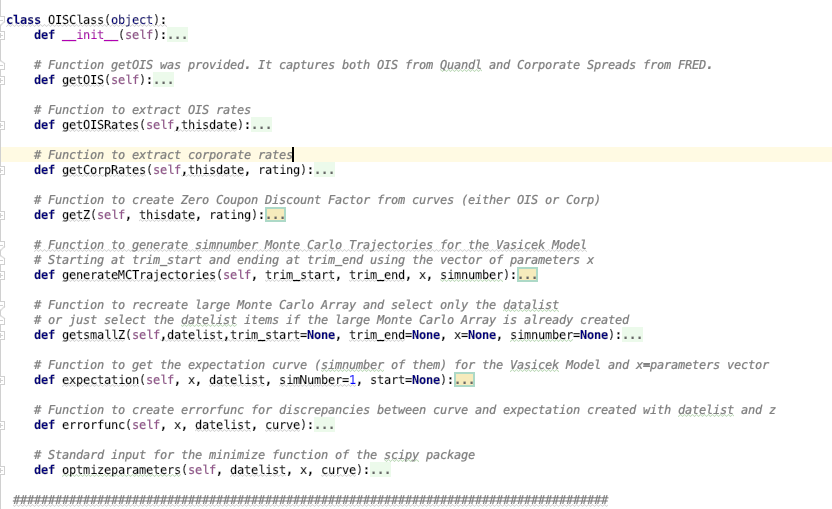 class OISClass(object):
def __init__(self):...
# Function getOIS was provided. It captures both OIS from Quandl and Corporate Spreads from FRED.
def getOIS(self):...
# Function to extract OIS rates
def getOISRates(self,thisdate):...
# Function to extract corporate rates
def getCorpRates(self,thisdate, rating):...
# Function to create Zero Coupon Discount Factor from curves (either OIS or Corp)
def getZ(self, thisdate, rating):...
# Function to generate simnumber Monte Carlo Trajectories for the Vasicek Model
# Starting at trim_start and ending at trim_end using the vector of parameters x
def generateMCTrajectories(self, trim_start, trim_end, x, simnumber):...
# Function to recreate large Monte Carlo Array and select only the datalist
# or just select the datelist items if the large Monte Carlo Array is already created
def getsmallZ(self,datelist,trim_start=None, trim_end=None, x=None, simnumber=None):...
# Function to get the expectation curve (simnumber of them) for the Vasicek Model and x=parameters vector
def expectation(self, x, datelist, simNumber=1, start=None):...
# Function to create errorfunc for discrepancies between curve and expectation created with datelist and z
def errorfunc(self, x, datelist, curve):...
# Standard input for the minimize function of the scipy package
def optmizeparameters(self, datelist, x, curve):...
#####################################################################################